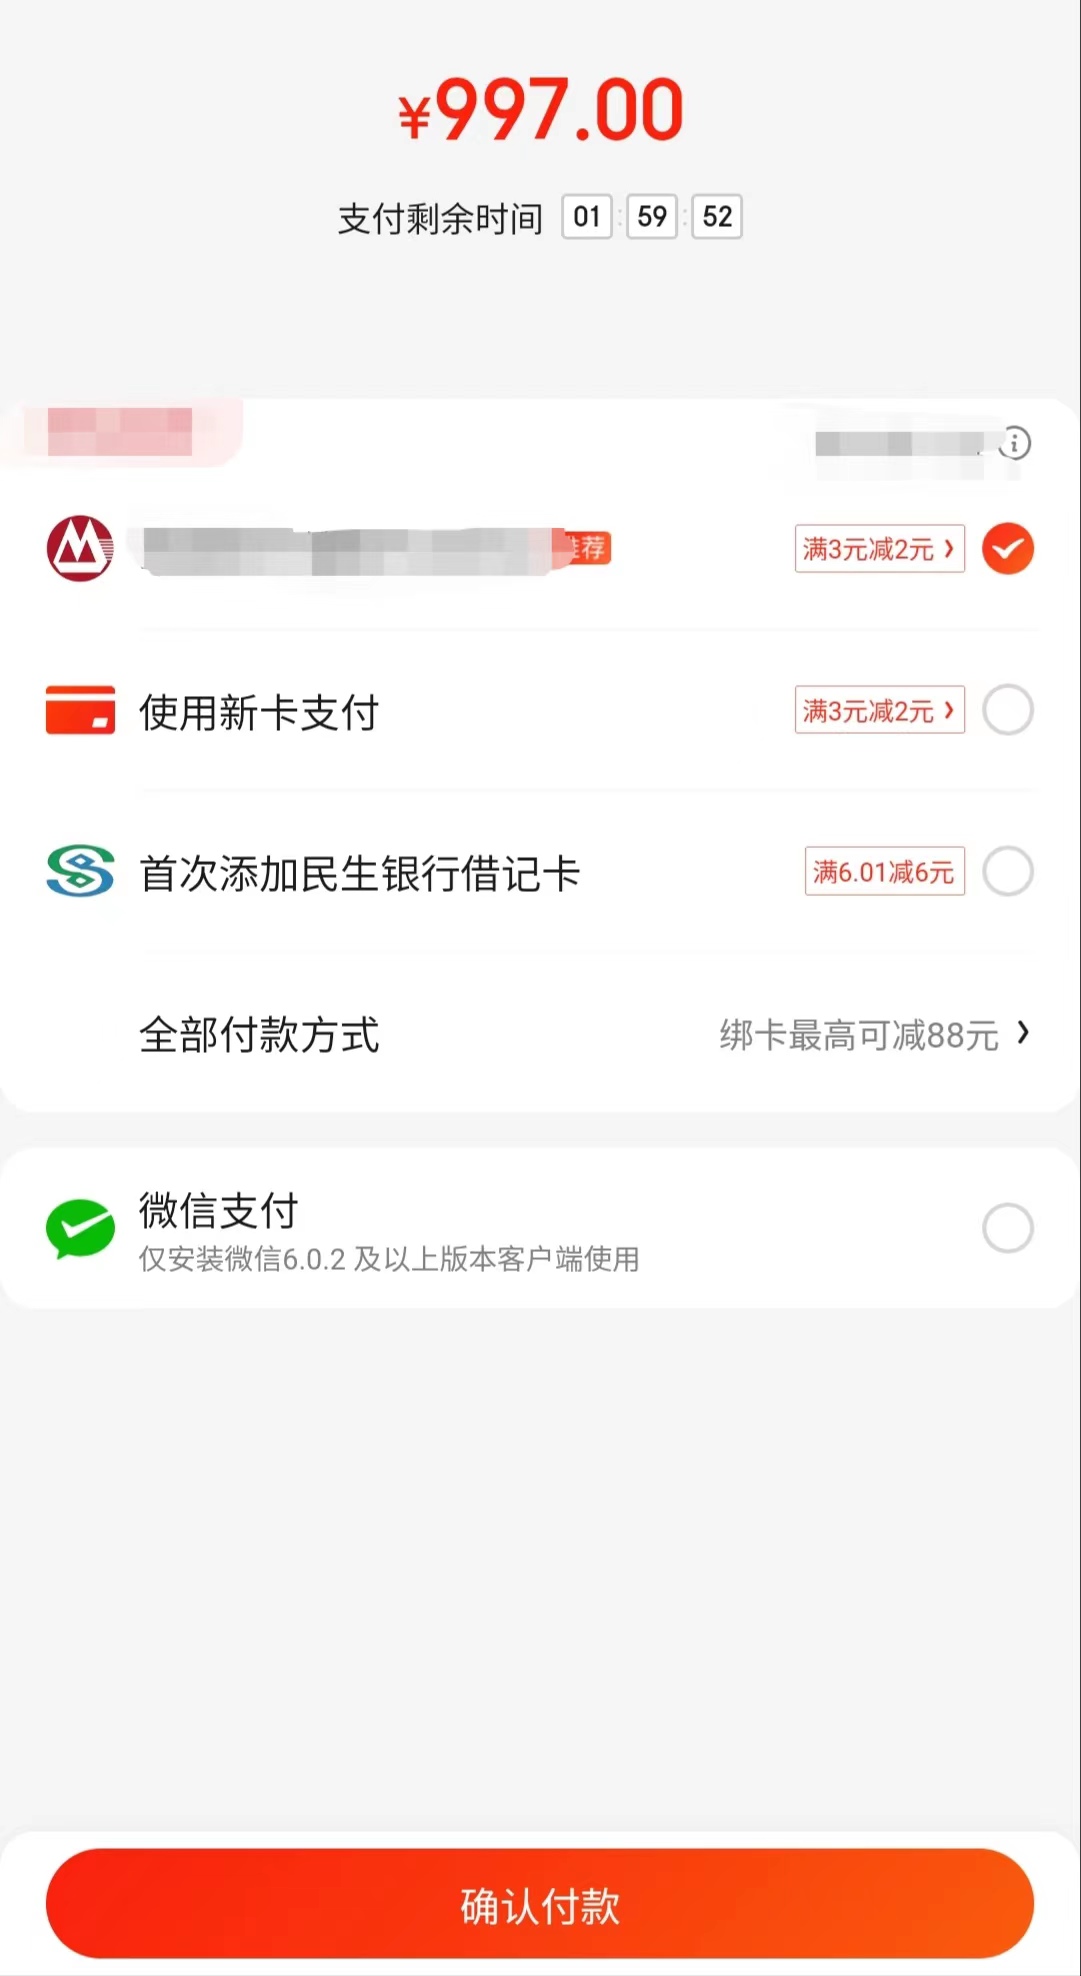 ¥997.00
支付剩余时间 01:59:52
荐
满3元减2元 >
使用新卡支付
满3元减2元 >
首次添加民生银行借记卡
满6.01减6元
全部付款方式
绑卡最高可减88元 >
微信支付
仅安装微信6.0.2 及以上版本客户端使用
确认付款